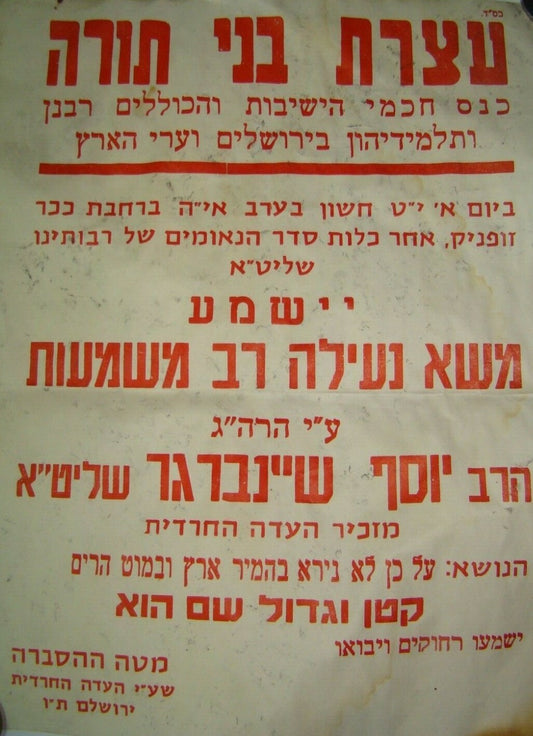 בס"ד.
עצרת בני תורה
כנס חכמי הישיבות והכוללים רבנן
ותלמידיהון בירושלים וערי הארץ
ביום א' י"ט חשון בערב אי"ה ברחבת ככר
זופניק, אחר כלות סדר הנאומים של רבותינו
שליט"א
יישמע
משא נעילה רב משמעות
ע"י הרה"ג
הרב יוסף שיינברגר שליט"א
מזכיר העדה החרדית
הנושא: על כן לא נירא בהמיר ארץ ובמוט הרים
קטן וגדול שם הוא
ישמעו רחוקים ויבואו
מטה ההסברה
שע"י העדה החרדית
ירושלם ת"ו